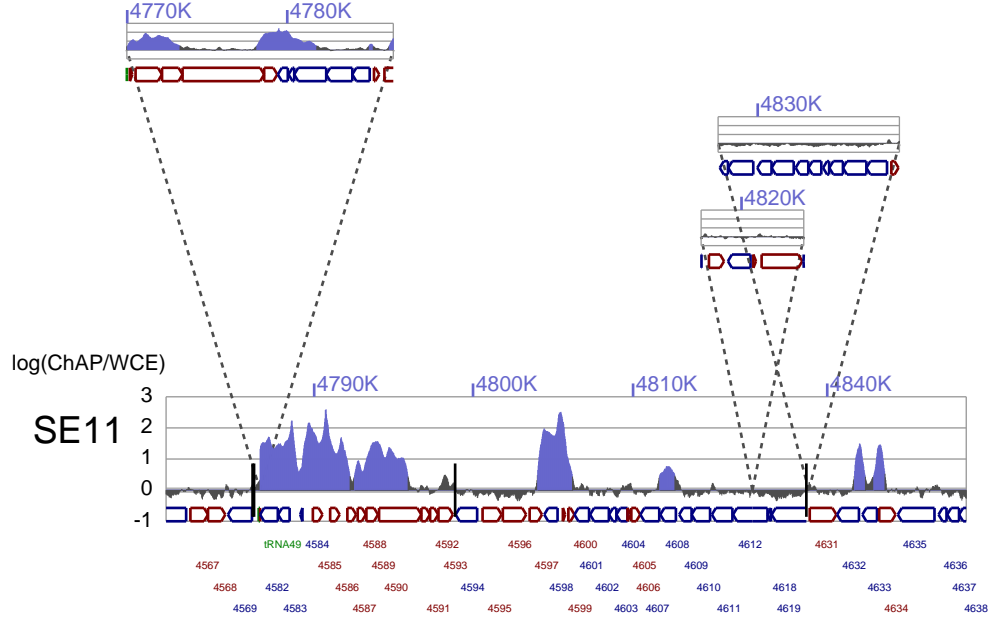 4770K 4780K
4830K
4820K
log(ChAP/WCE)
4790K 4800K 4810K 4840K
3
2
1
0
-1
SE11
tRNA49 4584 4588 4592 4596 4600 4604 4608 4612 4631 4635
4567 4585 4589 4593 4597 4601 4605 4609 4618 4632 4636
4568 4582 4586 4590 4594 4598 4602 4606 4610 4633 4637
4569 4583 4587 4591 4595 4599 4603 4607 4611 4619 4634 4638